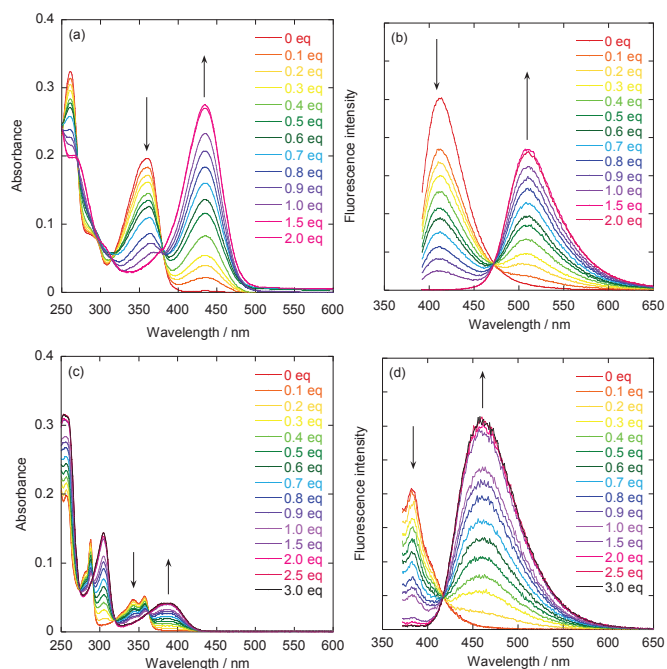 (a)
0.4
0.3
0.2
0.1
0
Absorbance
250 300 350 400 450 500 550 600
Wavelength / nm
0 eq
0.1 eq
0.2 eq
0.3 eq
0.4 eq
0.5 eq
0.6 eq
0.7 eq
0.8 eq
0.9 eq
1.0 eq
1.5 eq
2.0 eq
(b)
Fluorescence intensity
350 400 450 500 550 600 650
Wavelength / nm
0 eq
0.1 eq
0.2 eq
0.3 eq
0.4 eq
0.5 eq
0.6 eq
0.7 eq
0.8 eq
0.9 eq
1.0 eq
1.5 eq
2.0 eq
(c)
0.4
0.3
0.2
0.1
0
Absorbance
250 300 350 400 450 500 550 600
Wavelength / nm
0 eq
0.1 eq
0.2 eq
0.3 eq
0.4 eq
0.5 eq
0.6 eq
0.7 eq
0.8 eq
0.9 eq
1.0 eq
1.5 eq
2.0 eq
2.5 eq
3.0 eq
(d)
Fluorescence intensity
350 400 450 500 550 600 650
Wavelength / nm
0 eq
0.1 eq
0.2 eq
0.3 eq
0.4 eq
0.5 eq
0.6 eq
0.7 eq
0.8 eq
0.9 eq
1.0 eq
1.5 eq
2.0 eq
2.5 eq
3.0 eq